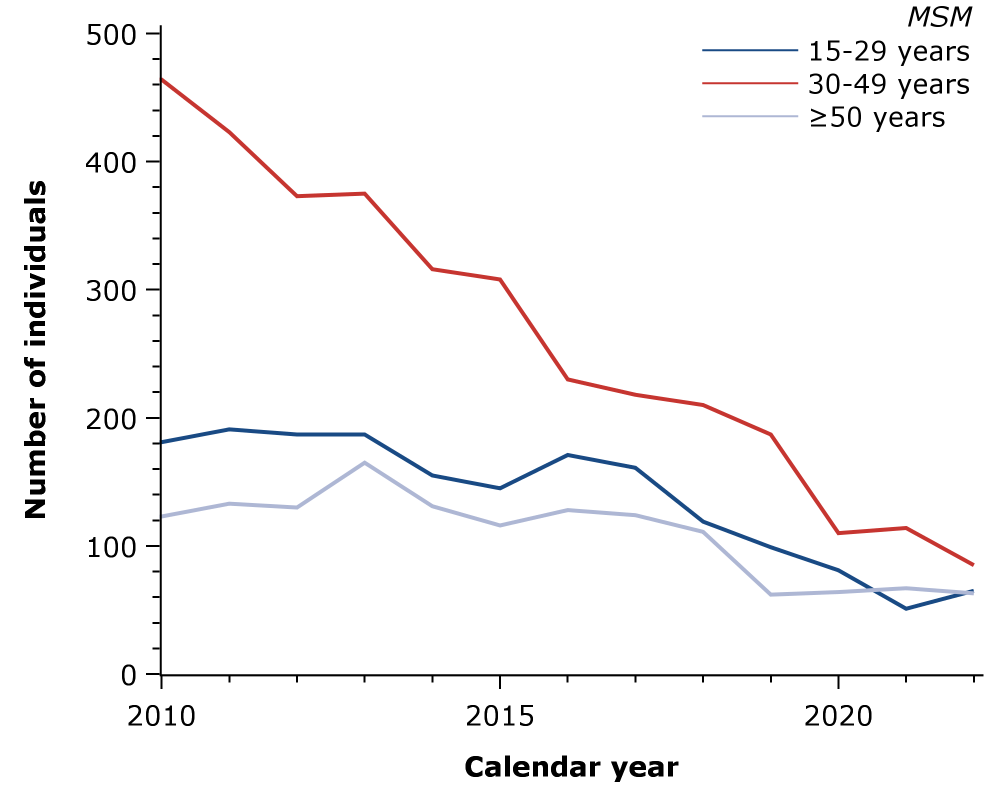 MSM
15-29 years
30-49 years
≥50 years
500
400
300
200
100
0
Number of individuals
2010 2015 2020
Calendar year